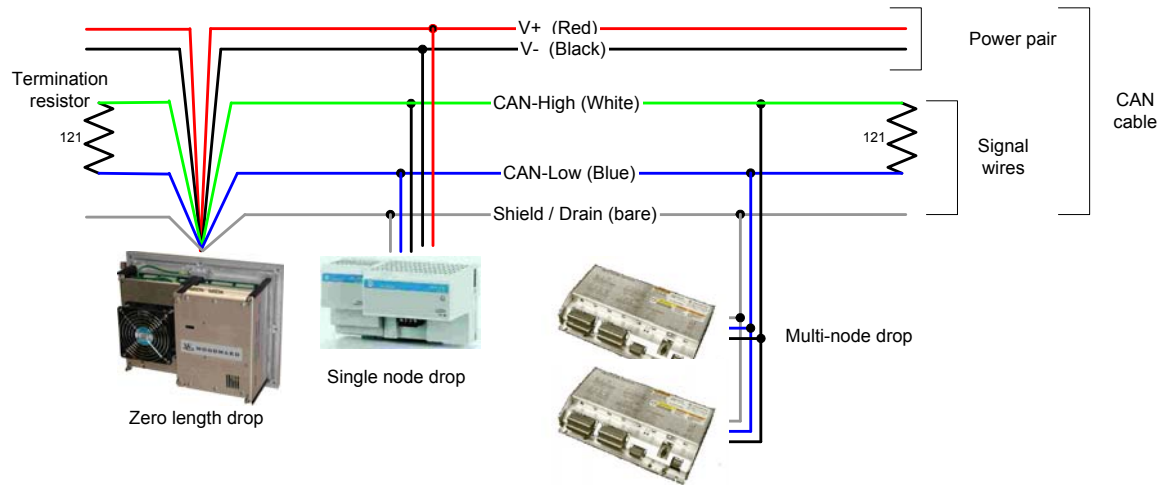 V+ (Red)
V- (Black)
Power pair
Termination
resistor
CAN-High (White)
CAN
cable
121
121
Signal
wires
CAN-Low (Blue)
Shield / Drain (bare)
WOODWARD
Multi-node drop
Single node drop
Zero length drop